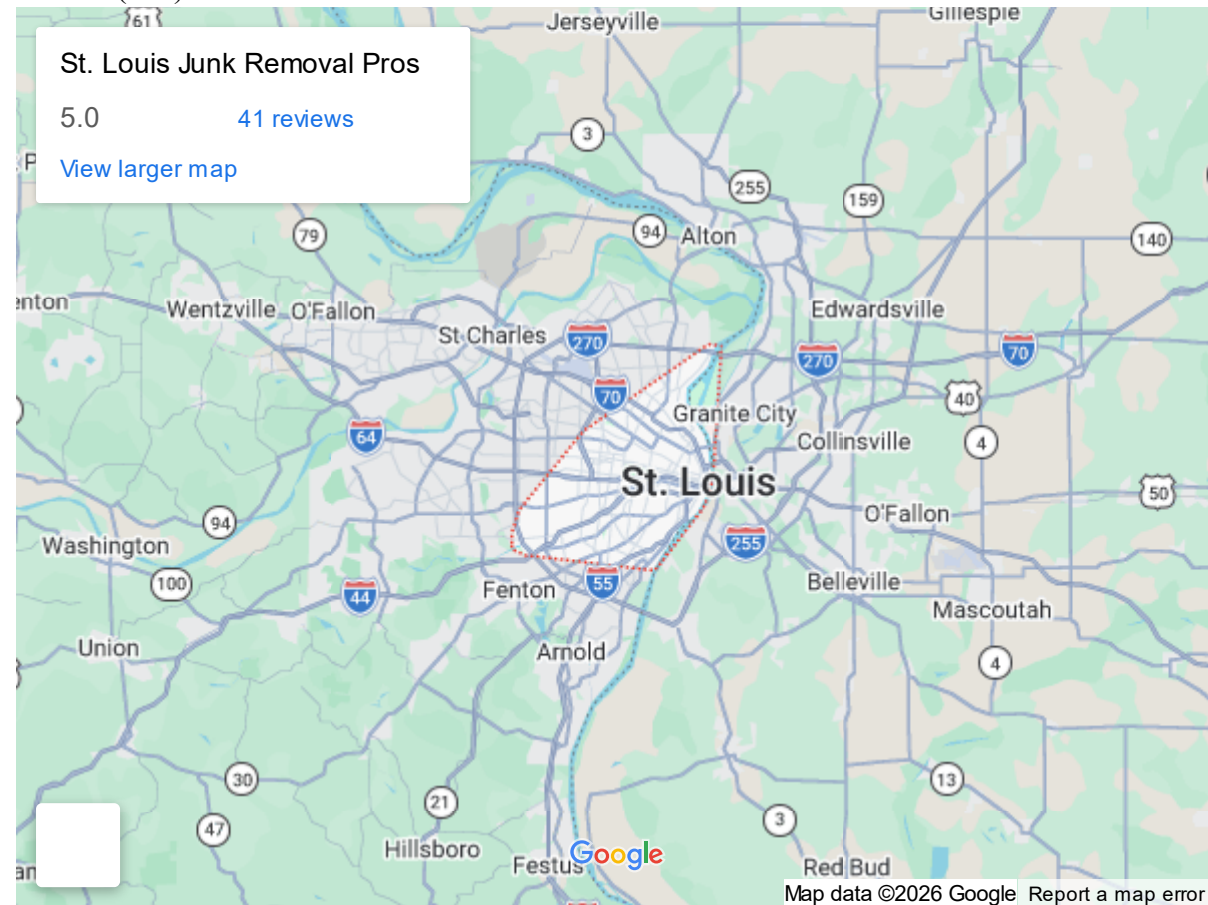 61
Jerseyville
Gillespie
St. Louis Junk Removal Pros
5.0
41 reviews
View larger map
3
255
159
79
94
Alton
140
enton
Wentzville
O'Fallon
St Charles
Edwardsville
270
270
70
70
40
Granite City
64
Collinsville
4
St. Louis
50
94
O'Fallon
255
Washington
100
Fenton
55
Belleville
44
Mascoutah
Union
Arnold
4
30
13
21
47
3
Hillsboro
Festus
Google
Red Bud
Map data ©2026 Google
Report a map error